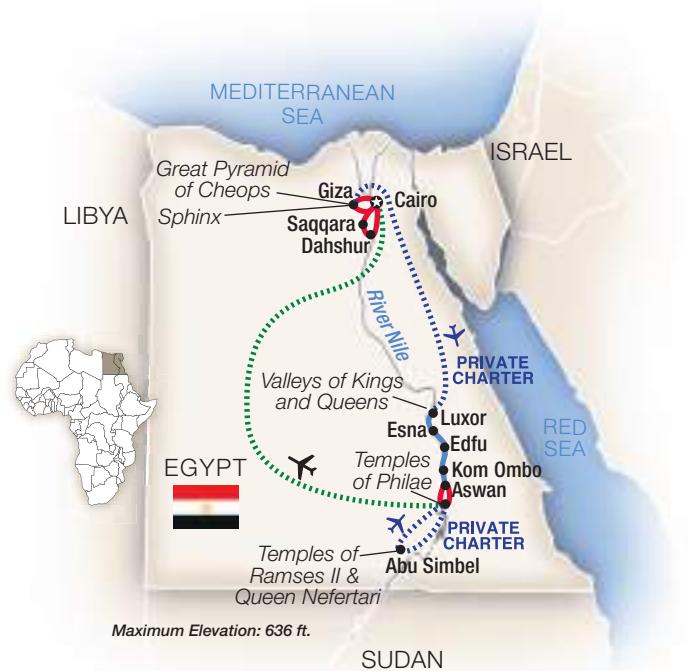 MEDITERRANEAN
SEA
ISRAEL
LIBYA
Great Pyramid
of Cheops
Sphinx
Giza
Cairo
Saqqara
Dahshur
River Nile
PRIVATE
CHARTER
Valleys of Kings
and Queens
Luxor
Esna
Edfu
RED
SEA
Kom Ombo
Temples
of Philae
Aswan
EGYPT
PRIVATE
CHARTER
Temples of
Ramses II &
Queen Nefertari
Abu Simbel
Maximum Elevation: 636 ft.
SUDAN